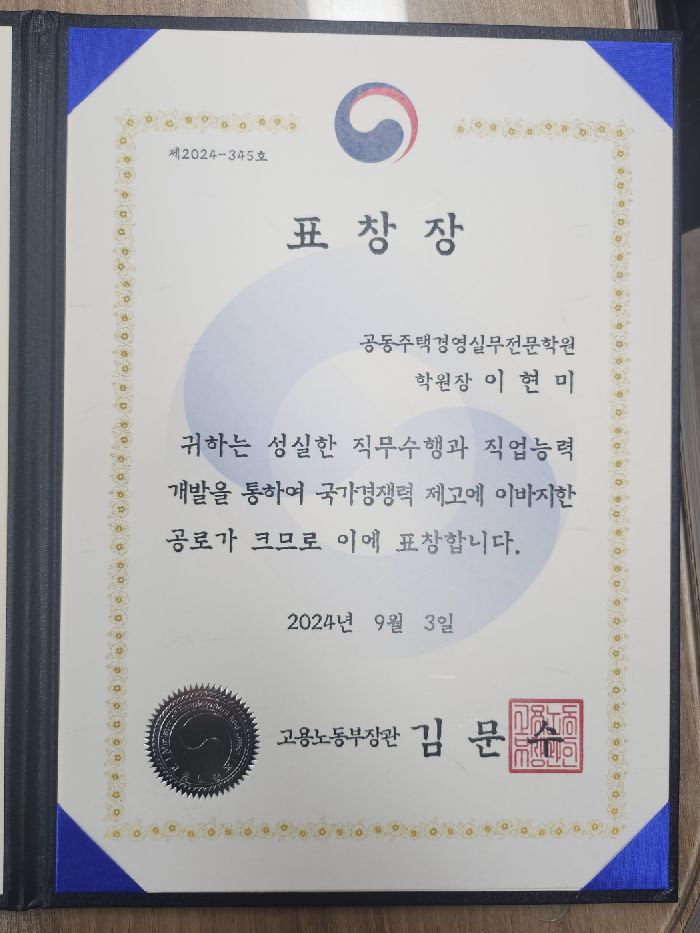 제2024-345호
표 창 장
공동주택경영실무전문학원
학원장 이 현 미
귀하는 성실한 직무수행과 직업능력
개발을 통하여 국가경쟁력 제고에 이바지한
공로가 크므로 이에 표창합니다.
2024년 9월 3일
고용노동부장관 김 문 수